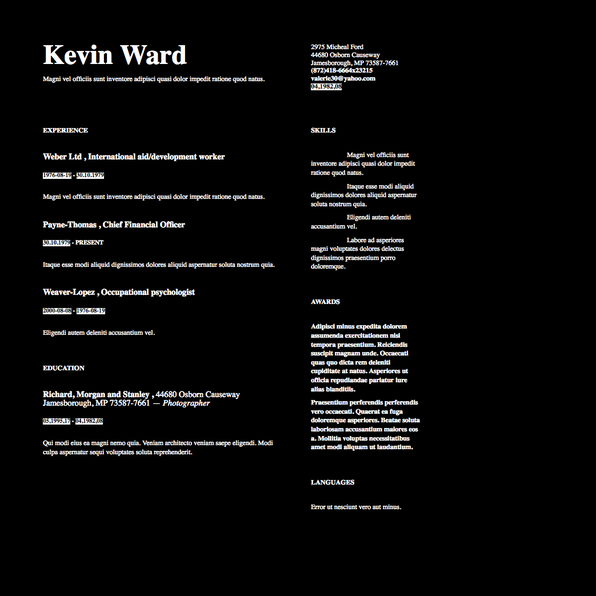 Kevin Ward
Magni vel officiis sunt inventore adipisci quasi dolor impedit ratione quod natus.
2975 Micheal Ford
44680 Osborn Causeway
Jamesborough, MP 73587-7661
(872)418-6664x23215
valerie30@yahoo.com
04.1982.08
EXPERIENCE
Weber Ltd , International aid/development worker
1976-08-19 - 30.10.1979
Magni vel officiis sunt inventore adipisci quasi dolor impedit ratione quod natus.
Payne-Thomas , Chief Financial Officer
30.10.1979 - PRESENT
Itaque esse modi aliquid dignissimos dolores aliquid aspernatur soluta nostrum quia.
Weaver-Lopez , Occupational psychologist
2000-08-08 - 1976-08-19
Eligendi autem deleniti accusantium vel.
EDUCATION
Richard, Morgan and Stanley , 44680 Osborn Causeway
Jamesborough, MP 73587-7661 — Photographer
05.1995.17 - 04.1982.08
Qui modi eius ea magni nemo quia. Veniam architecto veniam saepe eligendi. Modi
culpa aspernatur sequi voluptates soluta reprehenderit.
SKILLS
Magni vel officiis sunt
inventore adipisci quasi dolor impedit
ratione quod natus.
Itaque esse modi aliquid
dignissimos dolores aliquid aspernatur
soluta nostrum quia.
Eligendi autem deleniti
accusantium vel.
Labore ad asperiores
magni voluptates dolores delectus
dignissimos praesentium porro
doloremque.
AWARDS
Adipisci minus expedita dolorem
assumenda exercitationem nisi
tempora praesentium. Reiciendis
suscipit magnam unde. Occaecati
quas quo dicta rem deleniti
cupiditate at natus. Asperiores ut
officia repudiandae pariatur iure
alias blanditiis.
Praesentium perferendis perferendis
vero occaecati. Quaerat ea fuga
doloremque asperiores. Beatae soluta
laboriosam accusantium maiores eos
a. Mollitia voluptas necessitatibus
amet modi aliquam ut laudantium.
LANGUAGES
Error ut nesciunt vero aut minus.